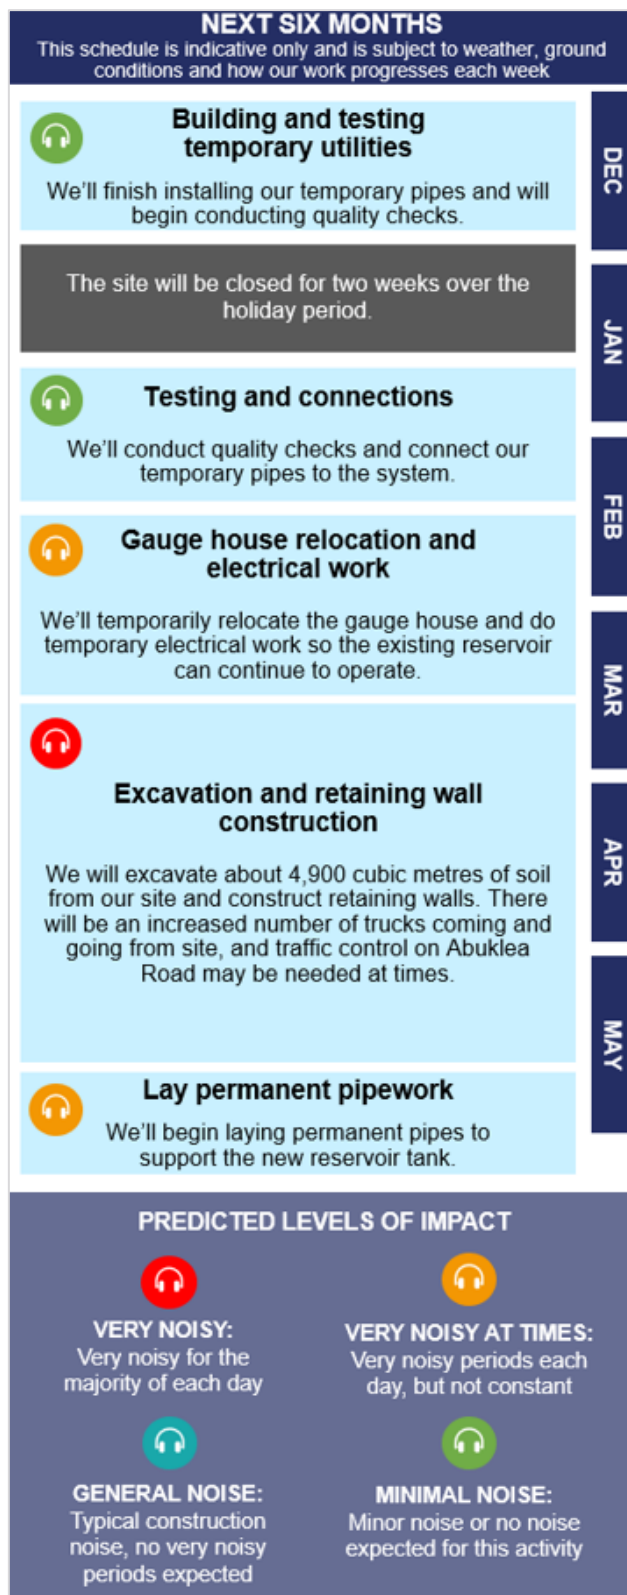 NEXT SIX MONTHS
This schedule is indicative only and is subject to weather, ground
conditions and how our work progresses each week
Building and testing
temporary utilities
We’ll finish installing our temporary pipes and will
begin conducting quality checks.
DEC
The site will be closed for two weeks over the
holiday period.
JAN
Testing and connections
We’ll conduct quality checks and connect our
temporary pipes to the system.
FEB
Gauge house relocation and
electrical work
We’ll temporarily relocate the gauge house and do
temporary electrical work so the existing reservoir
can continue to operate.
MAR
Excavation and retaining wall
construction
We will excavate about 4,900 cubic metres of soil
from our site and construct retaining walls. There
will be an increased number of trucks coming and
going from site, and traffic control on Abuklea
Road may be needed at times.
APR
MAY
Lay permanent pipework
We’ll begin laying permanent pipes to
support the new reservoir tank.
PREDICTED LEVELS OF IMPACT
VERY NOISY:
Very noisy for the
majority of each day
VERY NOISY AT TIMES:
Very noisy periods each
day, but not constant
GENERAL NOISE:
Typical construction
noise, no very noisy
periods expected
MINIMAL NOISE:
Minor noise or no noise
expected for this activity